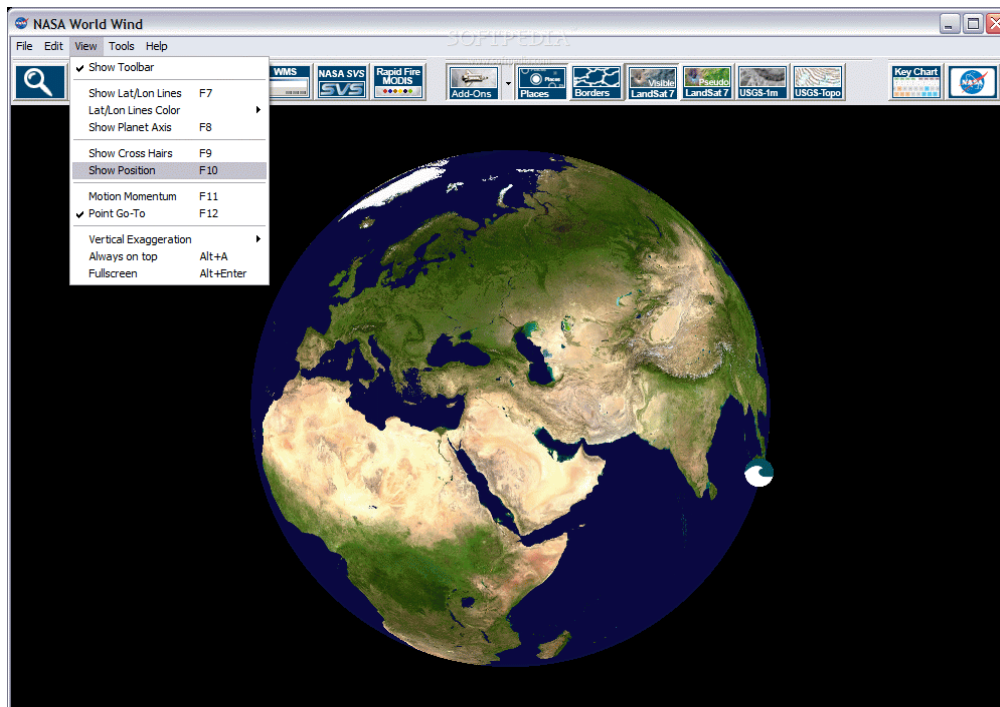 NASA World Wind
File Edit View Tools Help
SOFTPEDIA
Show Toolbar
Show Lat/Lon Lines F7
Lat/Lon Lines Color
Show Planet Axis F8
Show Cross Hairs F9
Show Position F10
Motion Momentum F11
Point Go-To F12
Vertical Exaggeration
Always on top Alt+A
Fullscreen Alt+Enter
WMS
NASA SVS
SVS
Rapid Fire
MODIS
Add-Ons
Places
Places
Borders
Visible
LandSat 7
Pseudo
LandSat 7
USGS-1m
USGS-Topo
Key Chart
NASA